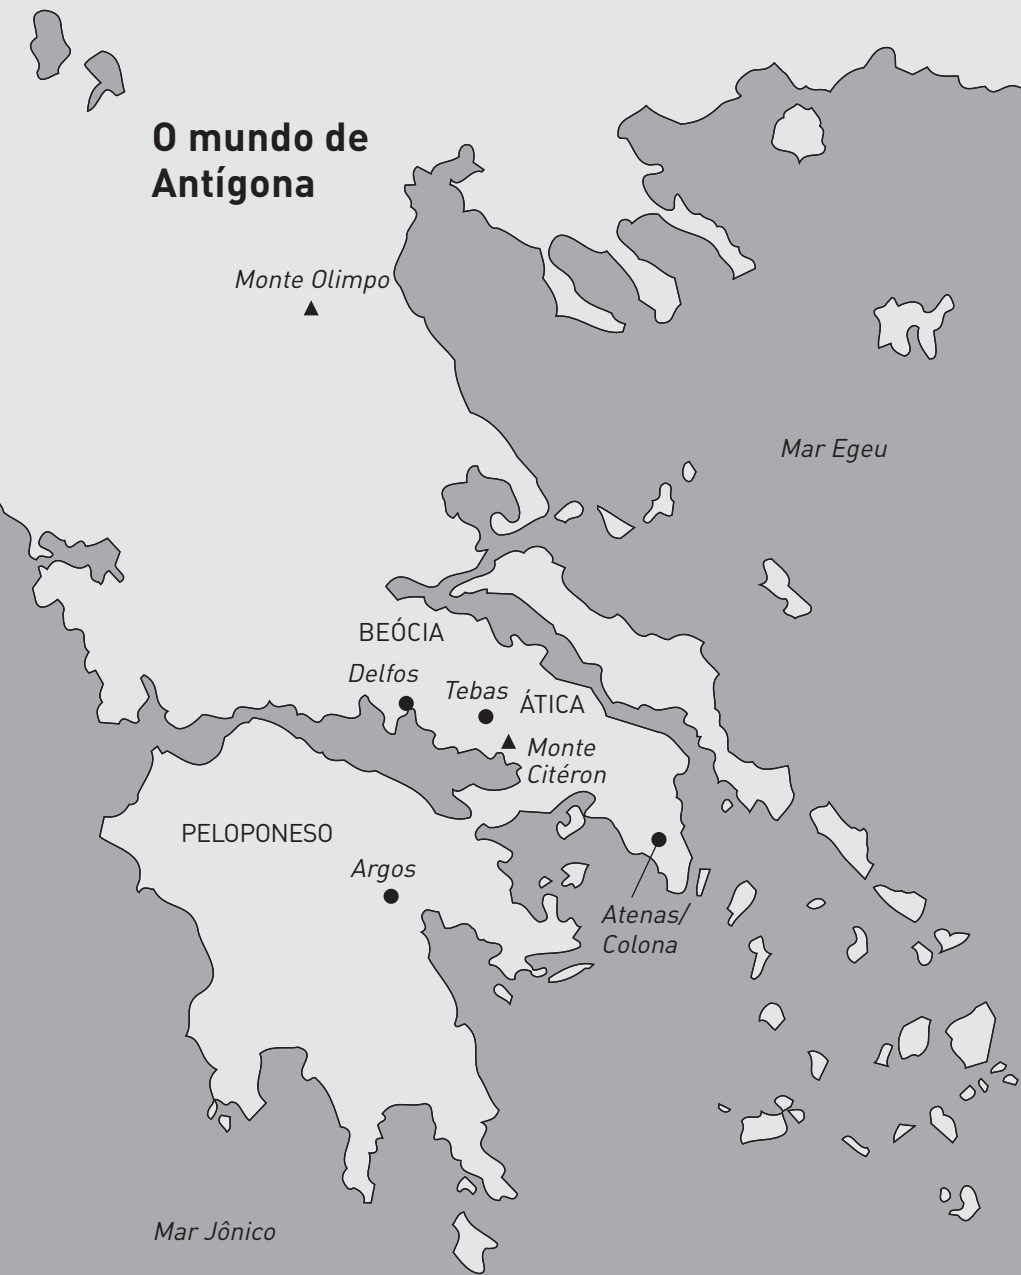 O mundo de
Antígona
Monte Olimpo
Mar Egeu
BEÓCIA
Delfos
Tebas
ÁTICA
Monte
Citéron
PELOPONESO
Argos
Atenas/
Colona
Mar Jônico